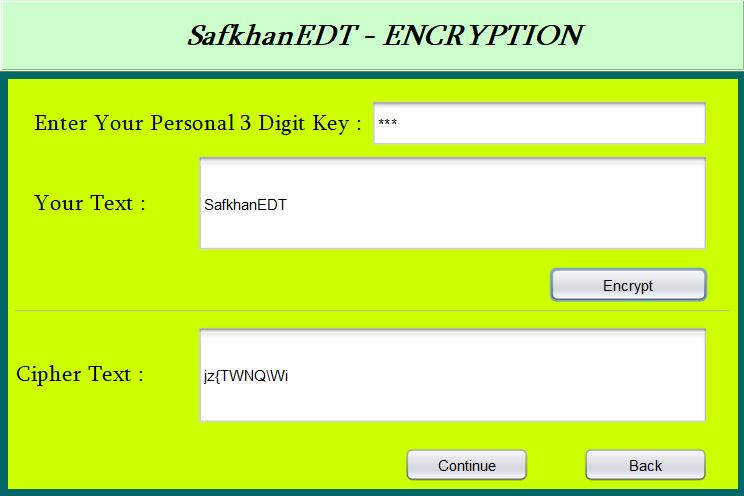 SafkhanEDT - ENCRYPTION
Enter Your Personal 3 Digit Key : ***
Your Text : SafkhanEDT
Encrypt
Cipher Text : jz{TWNQ\Wi
Continue Back